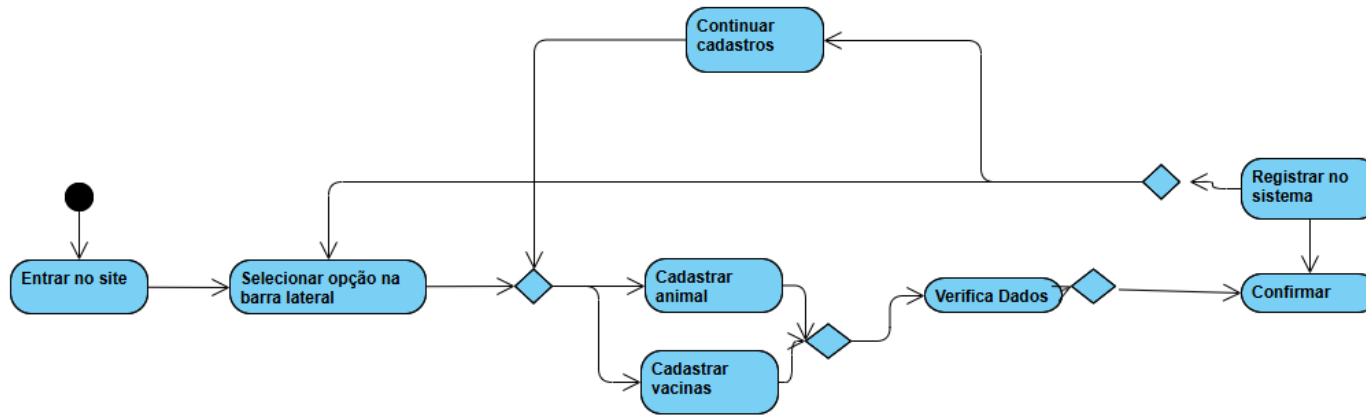 Continuar
cadastros
Registrar no
sistema
Entrar no site
Selecionar opção na
barra lateral
Cadastrar
animal
Verifica Dados
Confirmar
Cadastrar
vacinas